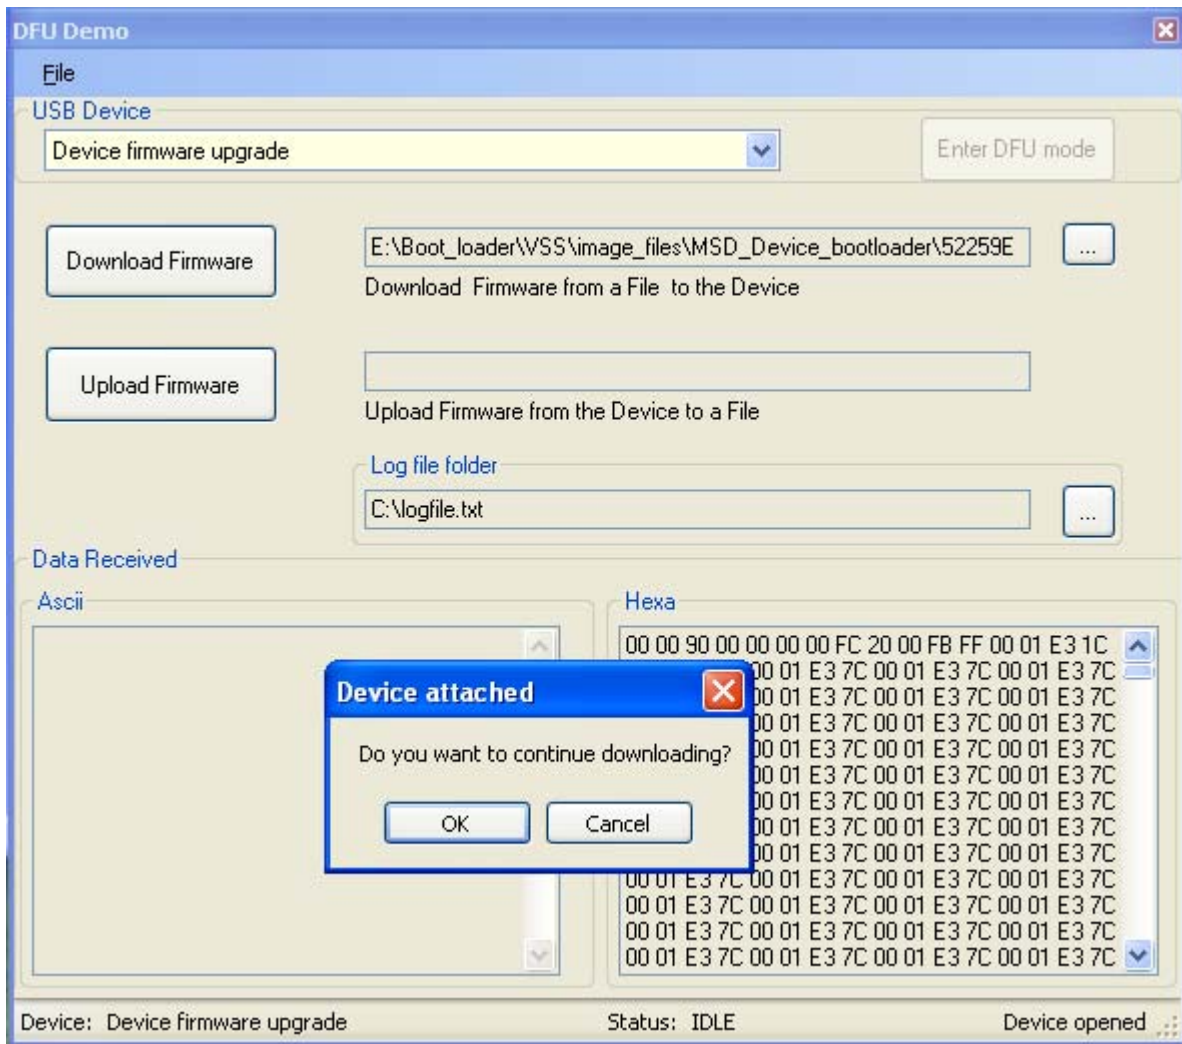 DFU Demo
File
USB Device
Device firmware upgrade
Enter DFU mode
Download Firmware
E:\Boot_loader\VSS\image_files\MSD_Device_bootloader\52259E
...
Download Firmware from a File to the Device
Upload Firmware
Upload Firmware from the Device to a File
Log file folder
C:\logfile.txt
...
Data Received
Ascii
Hexa
00 00 90 00 00 00 00 FC 20 00 FB FF 00 01 E3 1C
00 01 E3 7C 00 01 E3 7C 00 01 E3 7C
00 01 E3 7C 00 01 E3 7C 00 01 E3 7C
00 01 E3 7C 00 01 E3 7C 00 01 E3 7C
00 01 E3 7C 00 01 E3 7C 00 01 E3 7C
00 01 E3 7C 00 01 E3 7C 00 01 E3 7C
00 01 E3 7C 00 01 E3 7C 00 01 E3 7C
00 01 E3 7C 00 01 E3 7C 00 01 E3 7C
00 01 E3 7C 00 01 E3 7C 00 01 E3 7C
00 01 E3 7C 00 01 E3 7C 00 01 E3 7C 00 01 E3 7C
00 01 E3 7C 00 01 E3 7C 00 01 E3 7C 00 01 E3 7C
00 01 E3 7C 00 01 E3 7C 00 01 E3 7C 00 01 E3 7C
00 01 E3 7C 00 01 E3 7C 00 01 E3 7C 00 01 E3 7C
Device attached
Do you want to continue downloading?
OK
Cancel
Device: Device firmware upgrade
Status: IDLE
Device opened